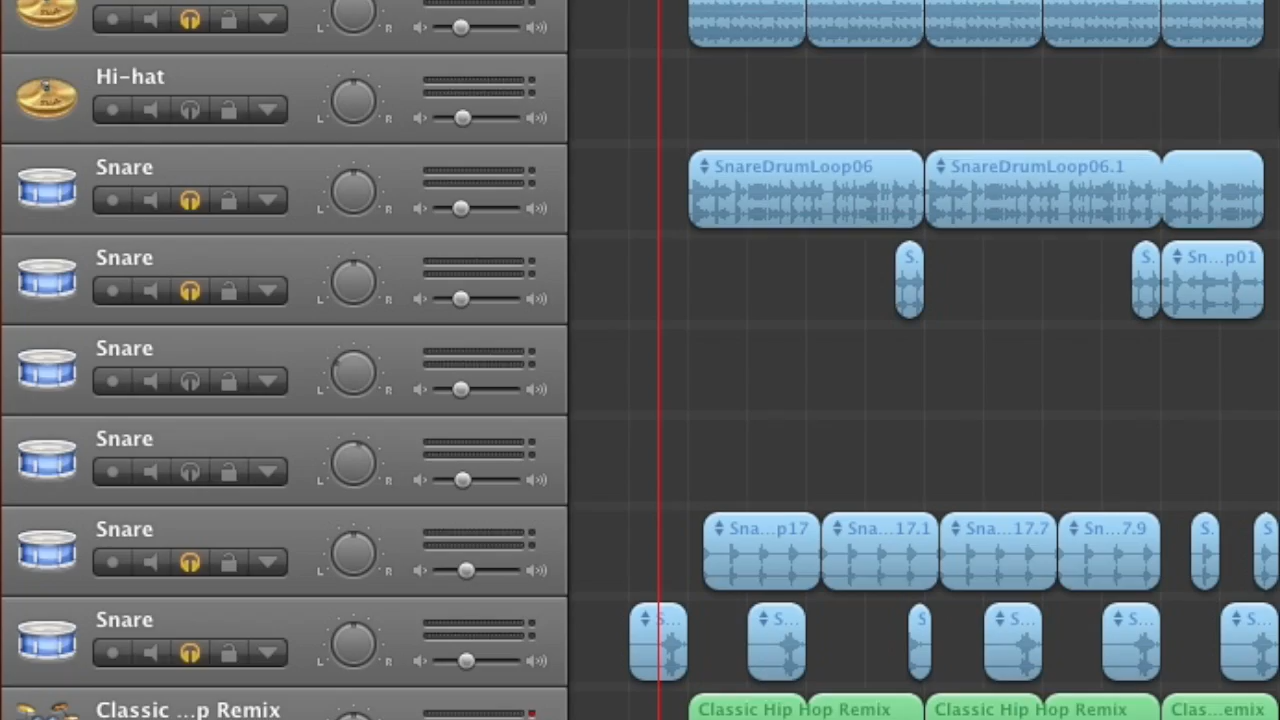 L R
Hi-hat
L R
Snare
SnareDrumLoop06 SnareDrumLoop06.1
L R
Snare
S. S. Sn...p01
L R
Snare
L R
Snare
L R
Snare
Sna...p17 Sna...17.1 Sna...17.7 Sn...7.9 S. S
L R
Snare
S... S... S S... S... S...
L R
Classic ...p Remix
Classic Hip Hop Remix Classic Hip Hop Remix Clas...emix